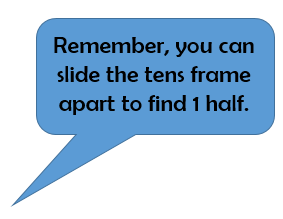 Remember, you can
slide the tens frame
apart to find 1 half.